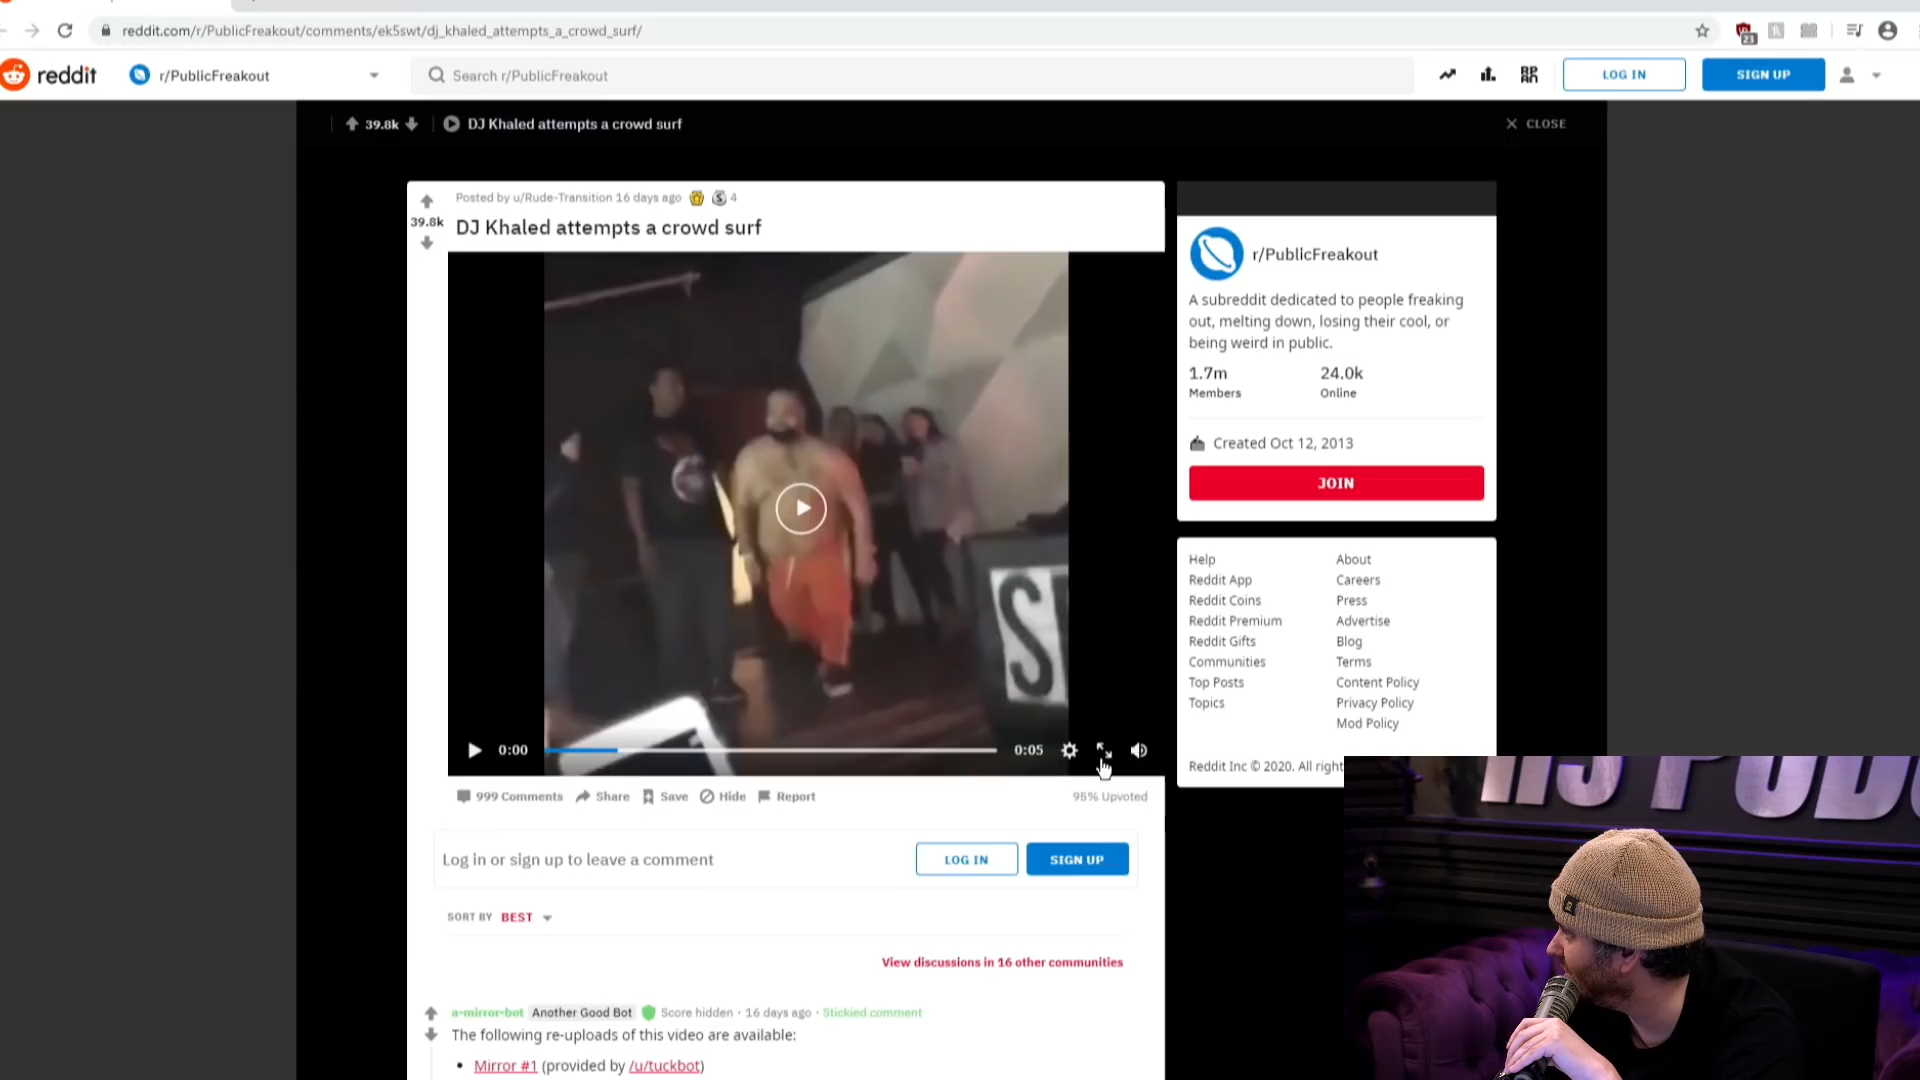 reddit.com/r/PublicFreakout/comments/ek5swt/dj_khaled_attempts_a_crowd_surf/
23
reddit
r/PublicFreakout
Search r/PublicFreakout
LOG IN
SIGN UP
39.8k
DJ Khaled attempts a crowd surf
CLOSE
Posted by u/Rude-Transition 16 days ago
4
39.8k
DJ Khaled attempts a crowd surf
0:00
0:05
999 Comments
Share
Save
Hide
Report
95% Upvoted
Log in or sign up to leave a comment
LOG IN
SIGN UP
SORT BY BEST
View discussions in 16 other communities
a-mirror-bot Another Good Bot Score hidden · 16 days ago · Stickied comment
The following re-uploads of this video are available:
• Mirror #1 (provided by /u/tuckbot)
r/PublicFreakout
A subreddit dedicated to people freaking
out, melting down, losing their cool, or
being weird in public.
1.7m
Members
24.0k
Online
Created Oct 12, 2013
JOIN
Help
Reddit App
Reddit Coins
Reddit Premium
Reddit Gifts
Communities
Top Posts
Topics
About
Careers
Press
Advertise
Blog
Terms
Content Policy
Privacy Policy
Mod Policy
Reddit Inc © 2020. All right